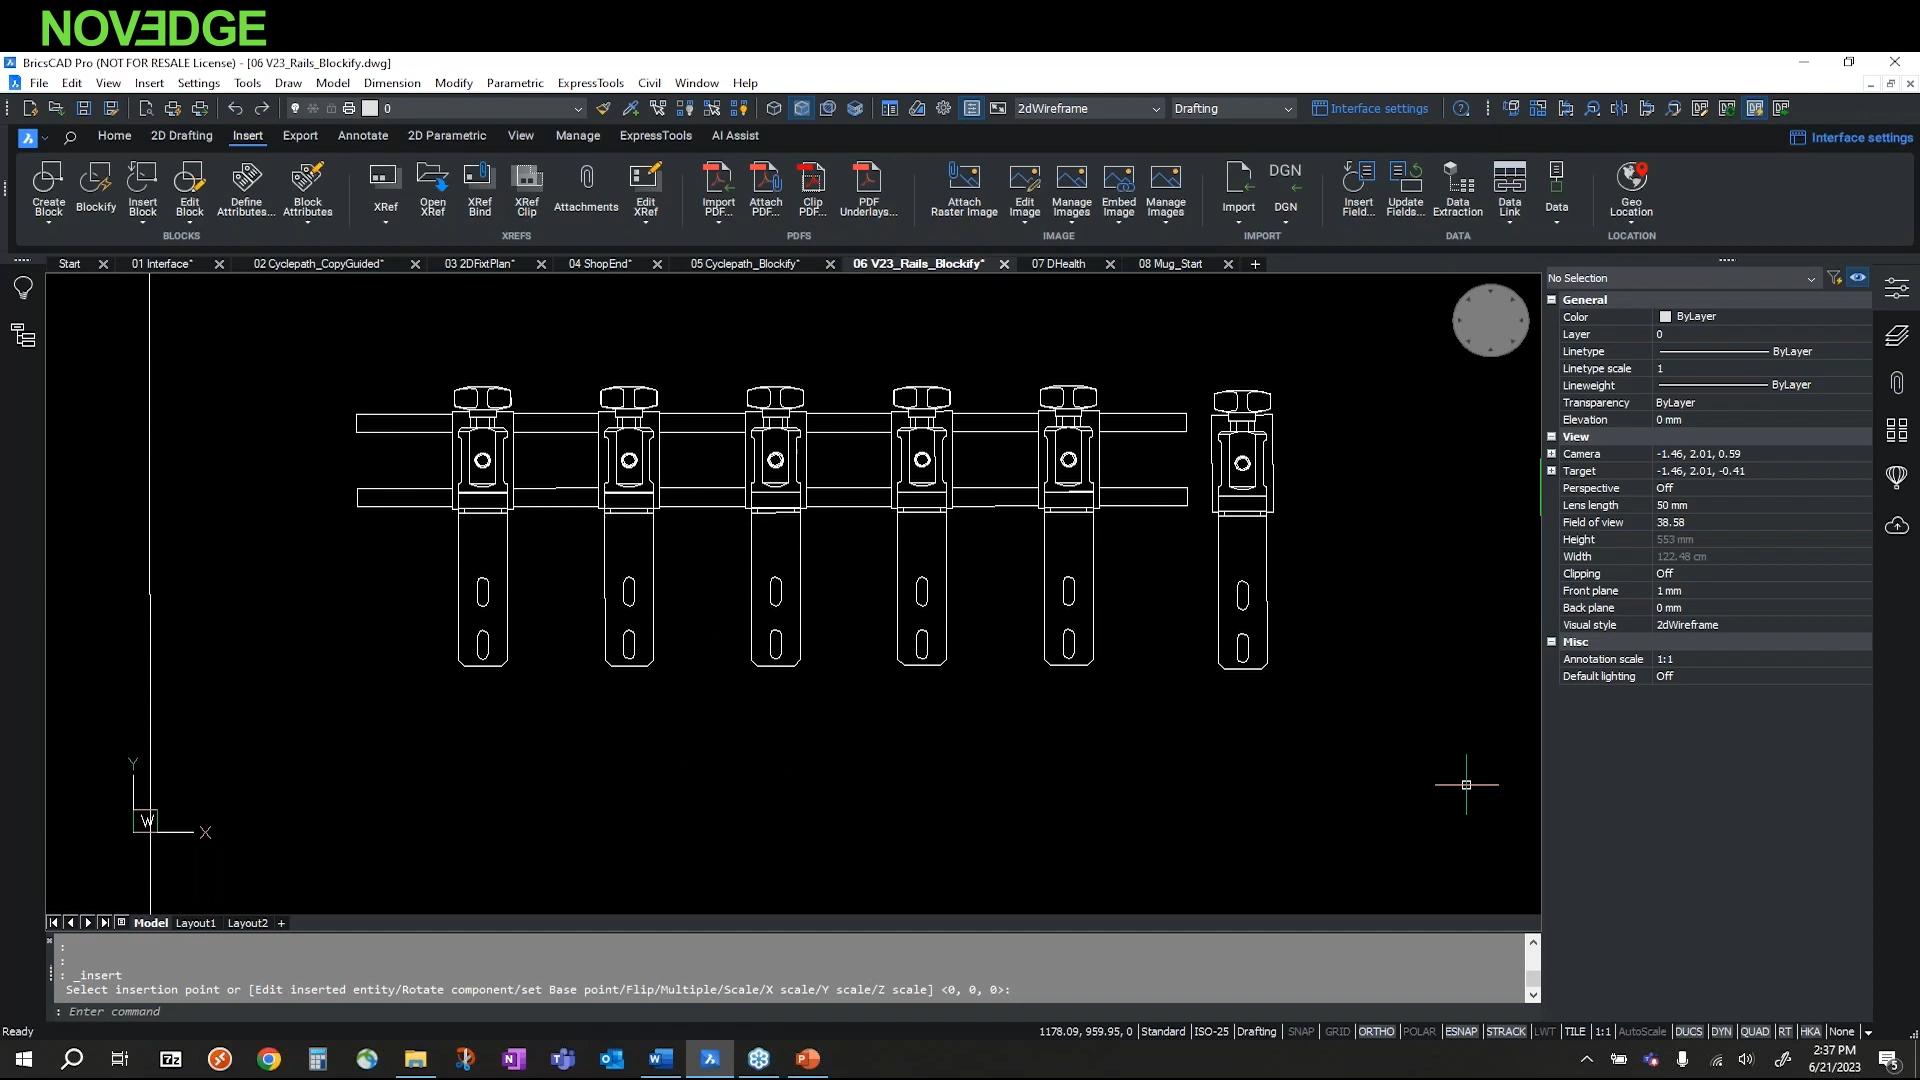 NOVEDGE
BricsCAD Pro (NOT FOR RESALE License) - [06 V23_Rails_Blockify.dwg]
File Edit View Insert Settings Tools Draw Model Dimension Modify Parametric ExpressTools Civil Window Help
0 2dWireframe Drafting Interface settings
Home 2D Drafting Insert Export Annotate 2D Parametric View Manage ExpressTools AI Assist Interface settings
Create Block Blockify Insert Block Edit Block Define Attributes... Block Attributes XRef Open XRef XRef Bind XRef Clip Attachments Edit XRef Import PDF... Attach PDF... Clip PDF... PDF Underlays... Attach Raster Image Edit Image Manage Images Embed Image Manage Images Import DGN DGN Insert Field... Update Fields... Data Extraction Data Link Data Geo Location
BLOCKS XREFS PDFS IMAGE IMPORT DATA LOCATION
Start 01 Interface* 02 Cyclepath_CopyGuided* 03 2DFixtPlan* 04 ShopEnd* 05 Cyclepath_Blockify* 06 V23_Rails_Blockify* 07 DHealth 08 Mug_Start
No Selection
General
Color ByLayer
Layer 0
Linetype ByLayer
Linetype scale 1
Lineweight ByLayer
Transparency ByLayer
Elevation 0 mm
View
Camera -1.46, 2.01, 0.59
Target -1.46, 2.01, -0.41
Perspective Off
Lens length 50 mm
Field of view 38.58
Height 553 mm
Width 122.48 cm
Clipping Off
Front plane 1 mm
Back plane 0 mm
Visual style 2dWireframe
Misc
Annotation scale 1:1
Default lighting Off
Y
W
X
Model Layout1 Layout2 +
:
:
: _insert
Select insertion point or [Edit inserted entity/Rotate component/set Base point/Flip/Multiple/Scale/X scale/Y scale/Z scale] <0, 0, 0>:
: Enter command
Ready 1178.09, 959.95, 0 Standard ISO-25 Drafting SNAP GRID ORTHO POLAR ESNAP STRACK LWT TILE 1:1 AutoScale DUCS DYN QUAD RT HKA None
2:37 PM
6/21/2023
5